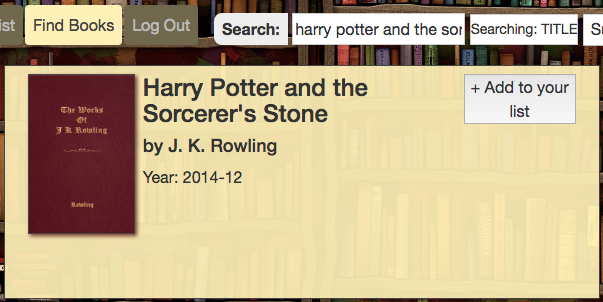 ist Find Books Log Out Search: harry potter and the sor Searching: TITLE
Harry Potter and the
Sorcerer's Stone
by J. K. Rowling
Year: 2014-12
+ Add to your
list
The Works
Of
J K Rowling
Rowling